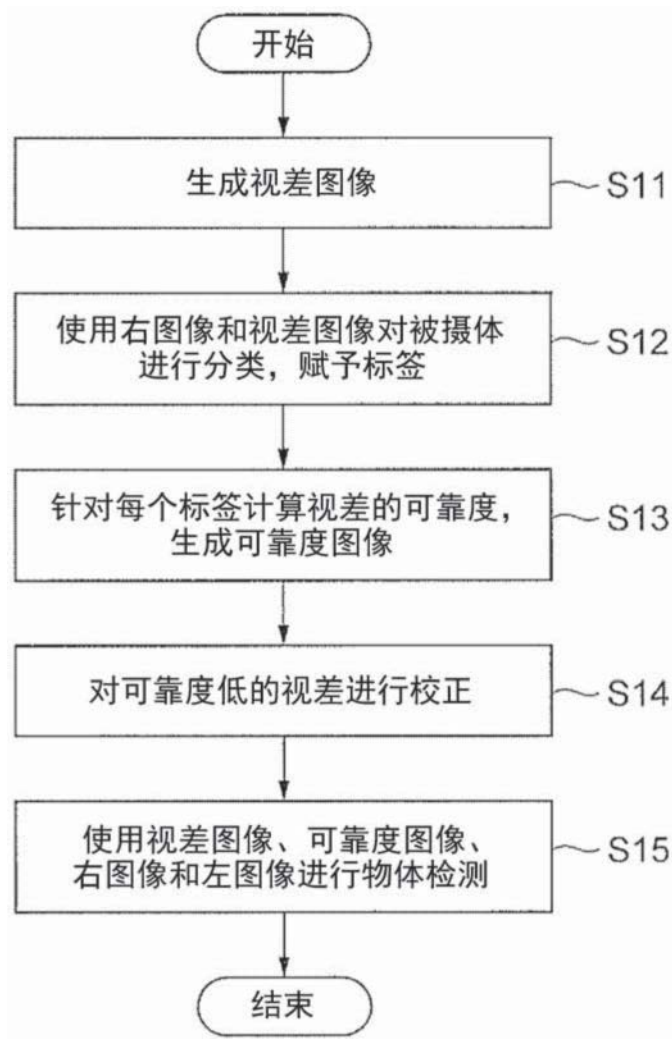 开始
生成视差图像
S11
使用右图像和视差图像对被摄体
进行分类，赋予标签
S12
针对每个标签计算视差的可靠度，
生成可靠度图像
S13
对可靠度低的视差进行校正
S14
使用视差图像、可靠度图像、
右图像和左图像进行物体检测
S15
结束